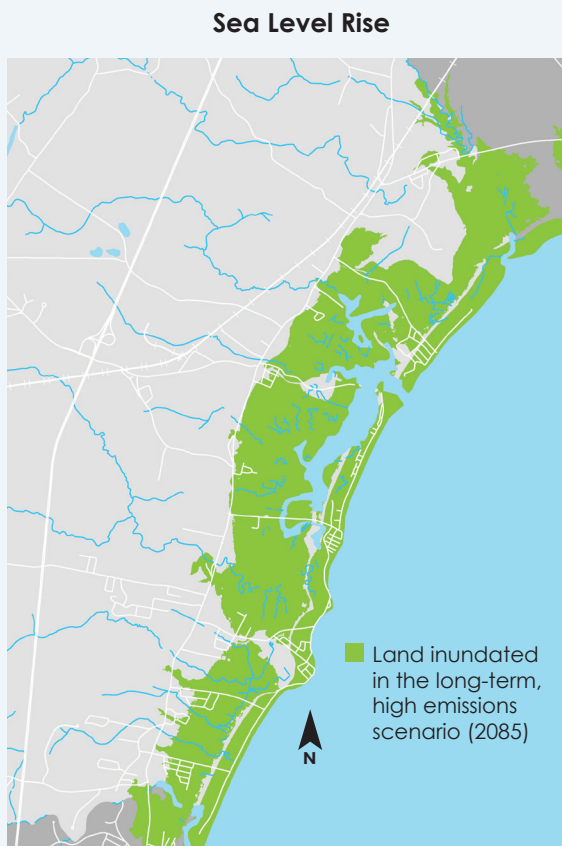 Sea Level Rise
Land inundated
in the long-term,
high emissions
scenario (2085)
N